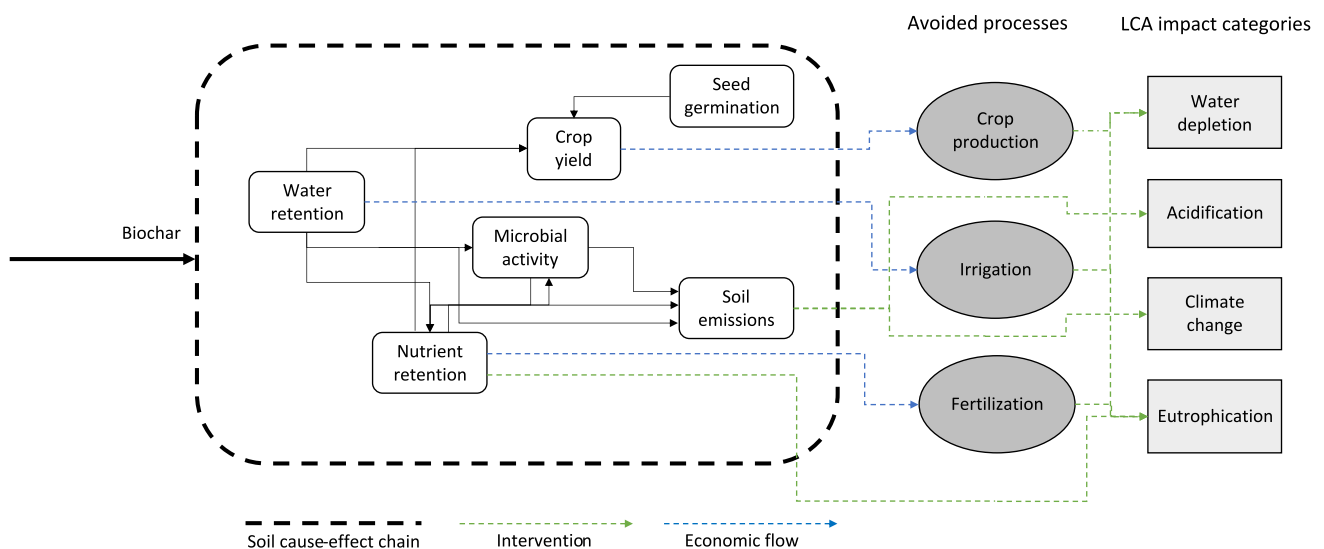 Avoided processes
LCA impact categories
Seed
germination
Crop
yield
Water
retention
Biochar
Microbial
activity
Soil
emissions
Nutrient
retention
Crop
production
Irrigation
Fertilization
Water
depletion
Acidification
Climate
change
Eutrophication
Soil cause-effect chain
Intervention
Economic flow